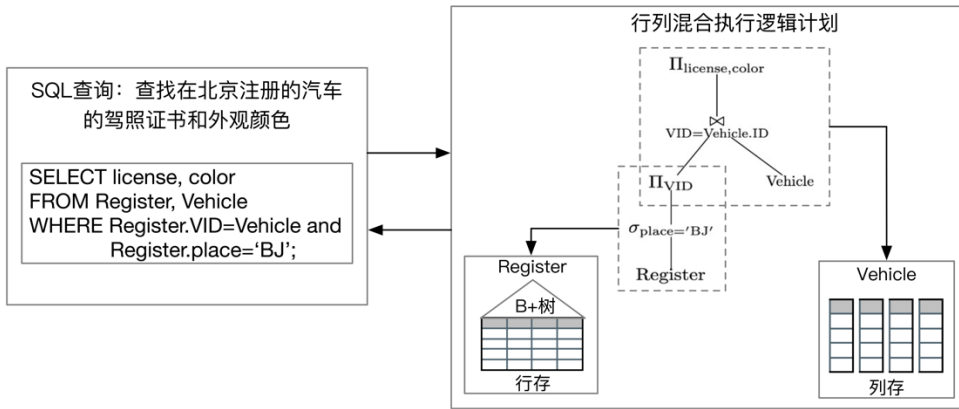 SQL查询：查找在北京注册的汽车
的驾照证书和外观颜色
SELECT license, color
FROM Register, Vehicle
WHERE Register.VID=Vehicle and
Register.place=‘BJ’;
行列混合执行逻辑计划
Πlicense,color
⋈
VID=Vehicle.ID
ΠVID
Vehicle
σplace='BJ'
Register
Register
B+树
行存
Vehicle
列存